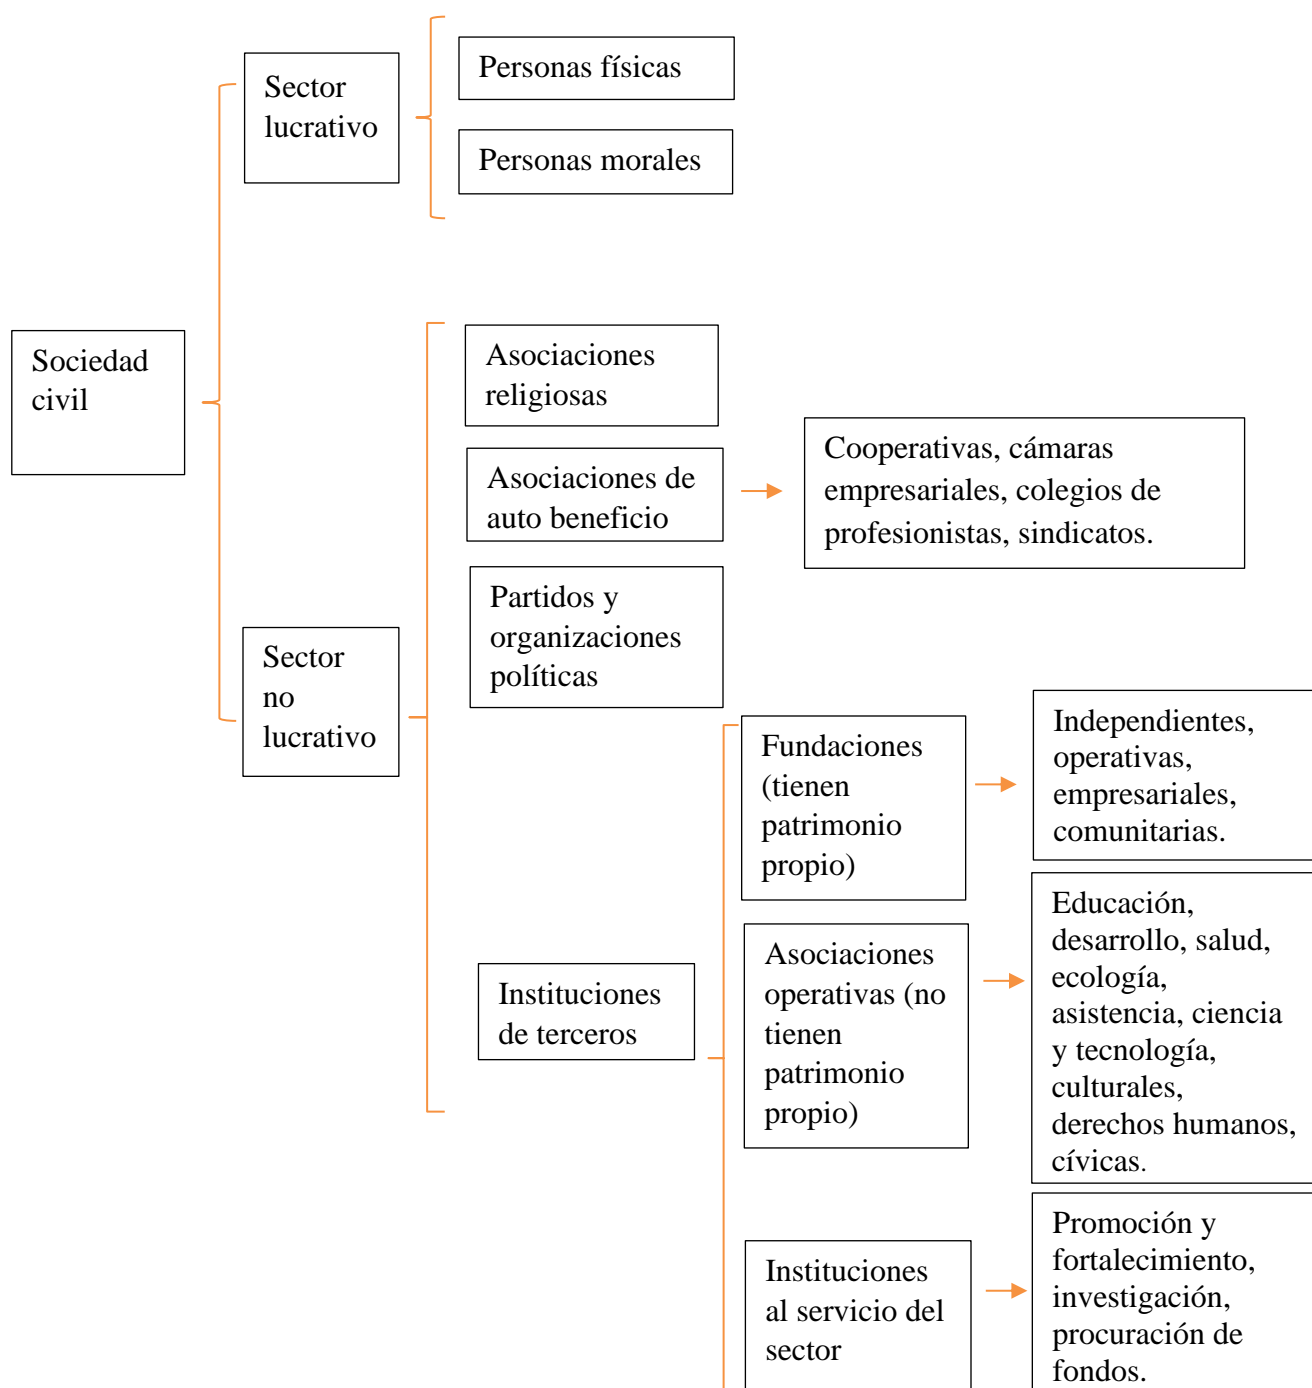 Sector
lucrativo
Personas físicas
Personas morales
Sociedad
civil
Sector
no
lucrativo
Asociaciones
religiosas
Asociaciones de
auto beneficio
Cooperativas, cámaras
empresariales, colegios de
profesionistas, sindicatos.
Partidos y
organizaciones
políticas
Instituciones
de terceros
Fundaciones
(tienen
patrimonio
propio)
Independientes,
operativas,
empresariales,
comunitarias.
Asociaciones
operativas (no
tienen
patrimonio
propio)
Educación,
desarrollo, salud,
ecología,
asistencia, ciencia
y tecnología,
culturales,
derechos humanos,
cívicas.
Instituciones
al servicio del
sector
Promoción y
fortalecimiento,
investigación,
procuración de
fondos.